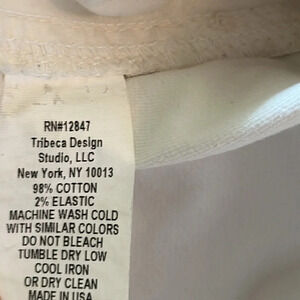 RN#12847
Tribeca Design
Studio, LLC
New York, NY 10013
98% COTTON
2% ELASTIC
MACHINE WASH COLD
WITH SIMILAR COLORS
DO NOT BLEACH
TUMBLE DRY LOW
COOL IRON
OR DRY CLEAN
MADE IN USA